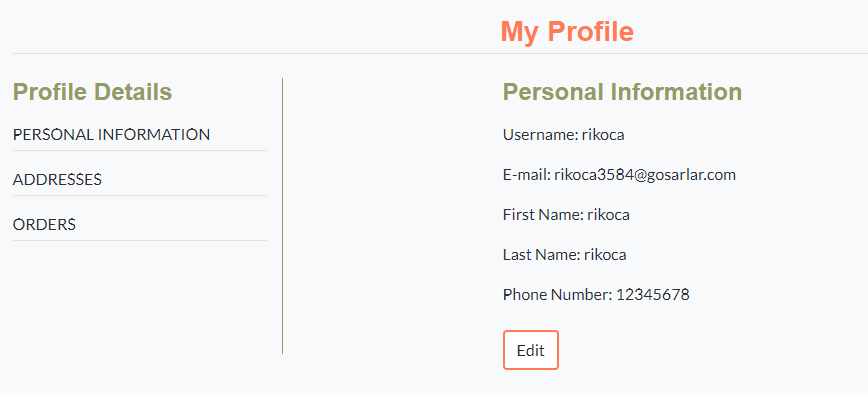 My Profile
Profile Details
PERSONAL INFORMATION
ADDRESSES
ORDERS
Personal Information
Username: rikoca
E-mail: rikoca3584@gosarlar.com
First Name: rikoca
Last Name: rikoca
Phone Number: 12345678
Edit